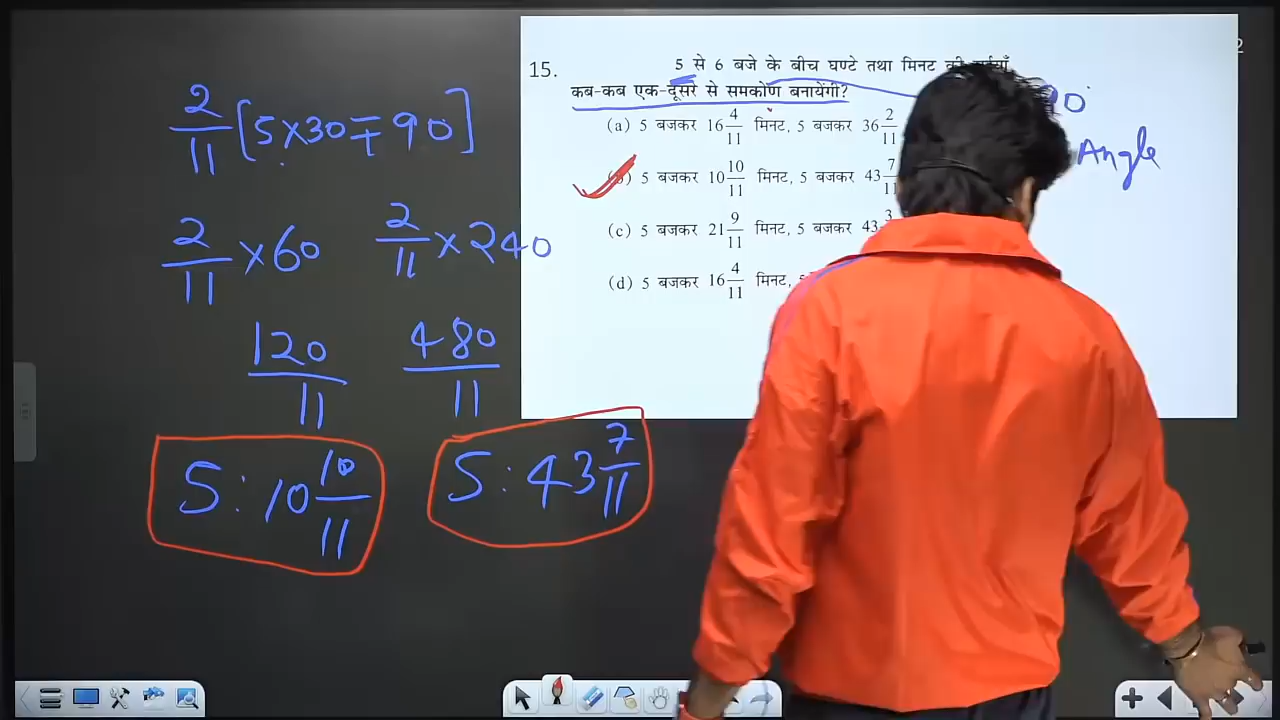 2/11 [5×30∓90]
2/11 ×60
2/11 ×240
120/11
480/11
5:10 10/11
5:43 7/11
2
15.
5 से 6 बजे के बीच घण्टे तथा मिनट
कब-कब एक-दूसरे से समकोण बनायेंगी?
90°
Angle
(a) 5 बजकर 16 4/11 मिनट, 5 बजकर 36 2/11
5 बजकर 10 10/11 मिनट, 5 बजकर 43 7/11
(c) 5 बजकर 21 9/11 मिनट, 5 बजकर 43
(d) 5 बजकर 16 4/11 मिनट,